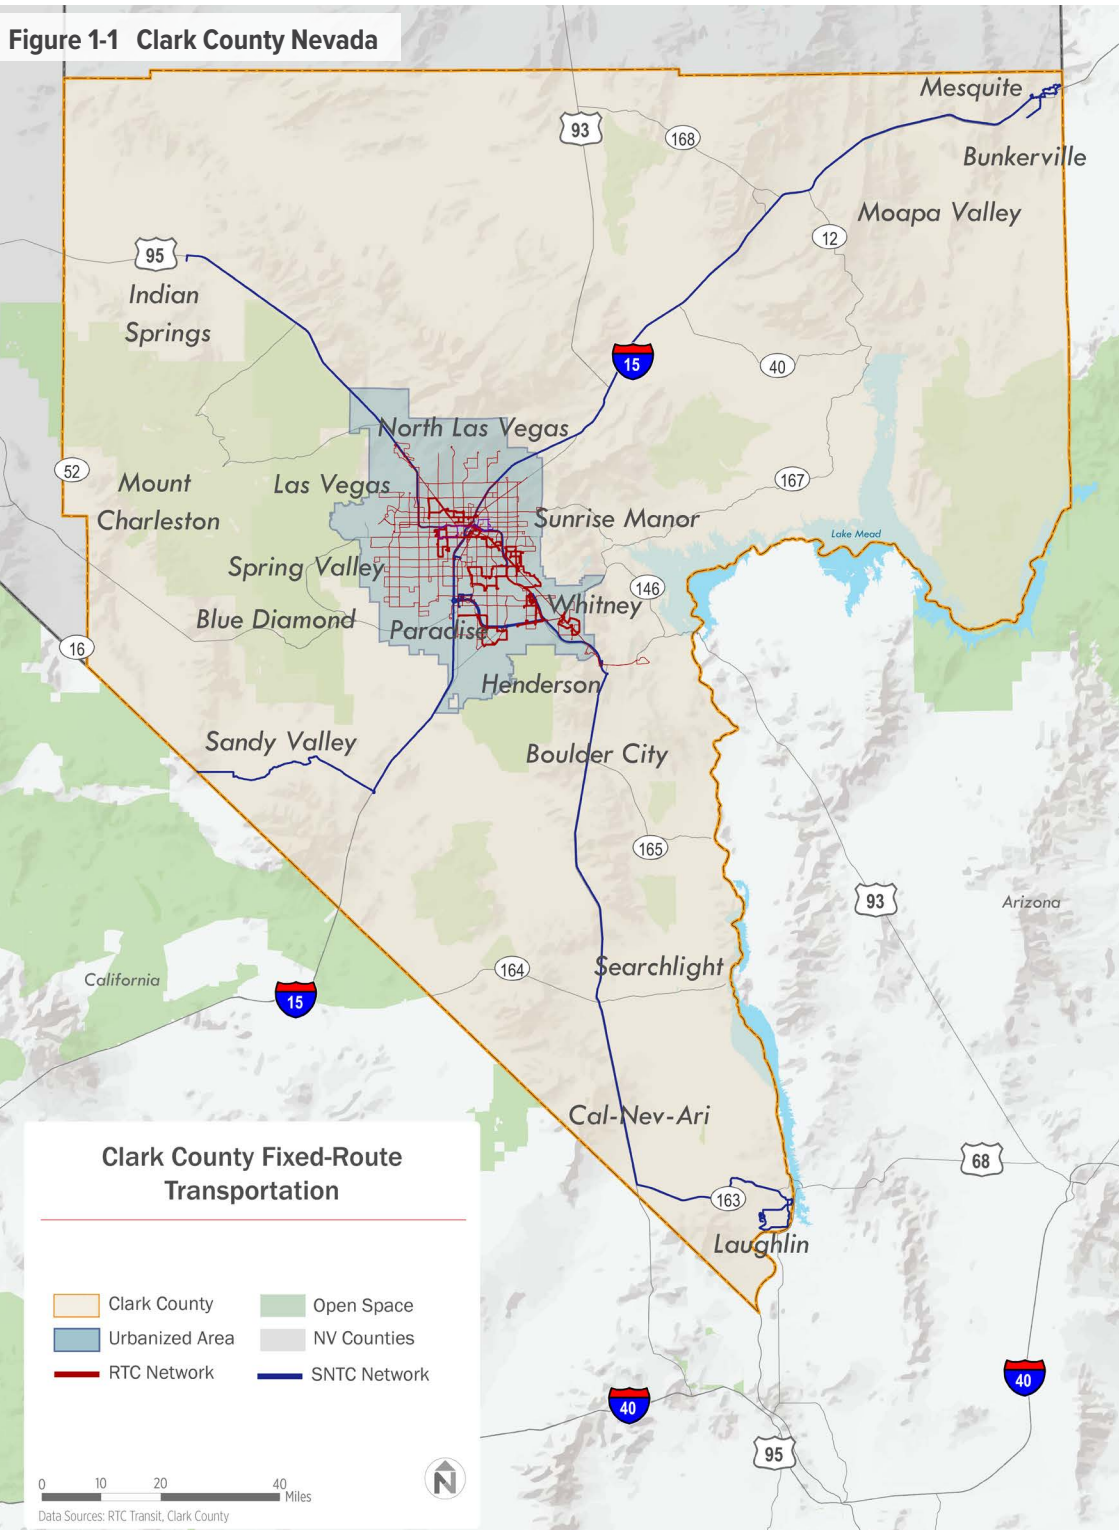 Figure 1-1 Clark County Nevada
Mesquite
93
168
Bunkerville
Moapa Valley
12
95
Indian
Springs
15
40
North Las Vegas
52
Mount
Charleston
Las Vegas
167
Sunrise Manor
Lake Mead
Spring Valley
146
Whitney
Blue Diamond
Paradise
16
Henderson
Sandy Valley
Boulder City
165
93
Arizona
Searchlight
164
California
15
Cal-Nev-Ari
68
163
Laughlin
Clark County Fixed-Route
Transportation
Clark County
Open Space
Urbanized Area
NV Counties
RTC Network
SNTC Network
40
40
95
N
0 10 20 40
Miles
Data Sources: RTC Transit, Clark County